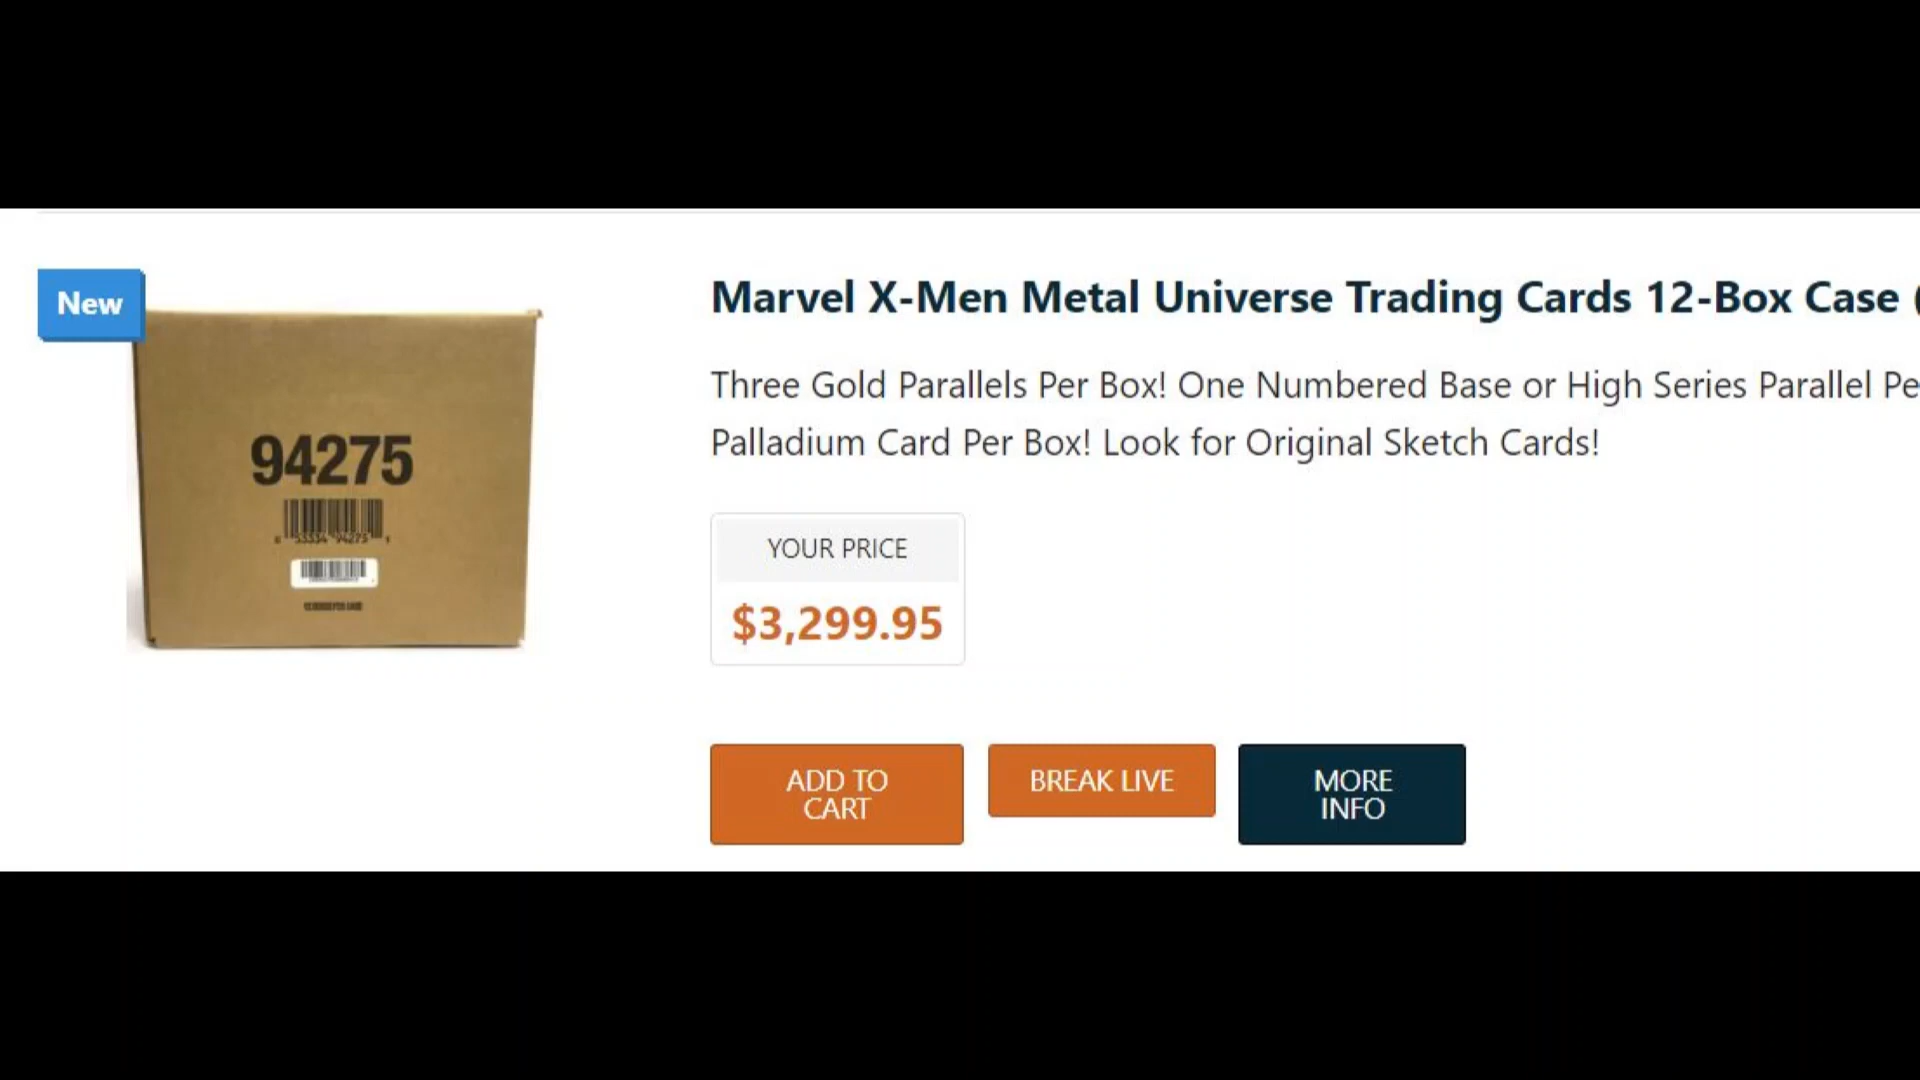 New
Marvel X-Men Metal Universe Trading Cards 12-Box Case (
Three Gold Parallels Per Box! One Numbered Base or High Series Parallel Pe
Palladium Card Per Box! Look for Original Sketch Cards!
94275
YOUR PRICE
$3,299.95
ADD TO
CART
BREAK LIVE
MORE
INFO